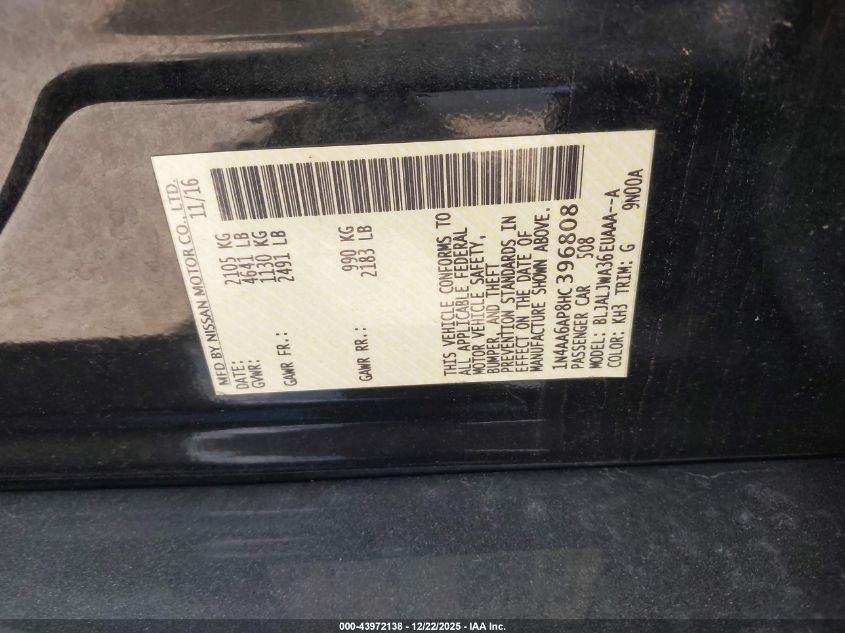 MFD BY NISSAN MOTOR CO., LTD.
DATE: 11/16
GVWR: 2105 KG
4641 LB
GAWR FR.: 1130 KG
2491 LB
GAWR RR.: 990 KG
2183 LB
THIS VEHICLE CONFORMS TO
ALL APPLICABLE FEDERAL
MOTOR VEHICLE SAFETY,
BUMPER, AND THEFT
PREVENTION STANDARDS IN
EFFECT ON THE DATE OF
MANUFACTURE SHOWN ABOVE.
1N4AA6AP8HC396808
PASSENGER CAR 508
MODEL: BLJALJWA36EUAAA--A
COLOR: KH3 TRIM: G 9N00A
000-43972138 - 12/22/2025 - IAA Inc.